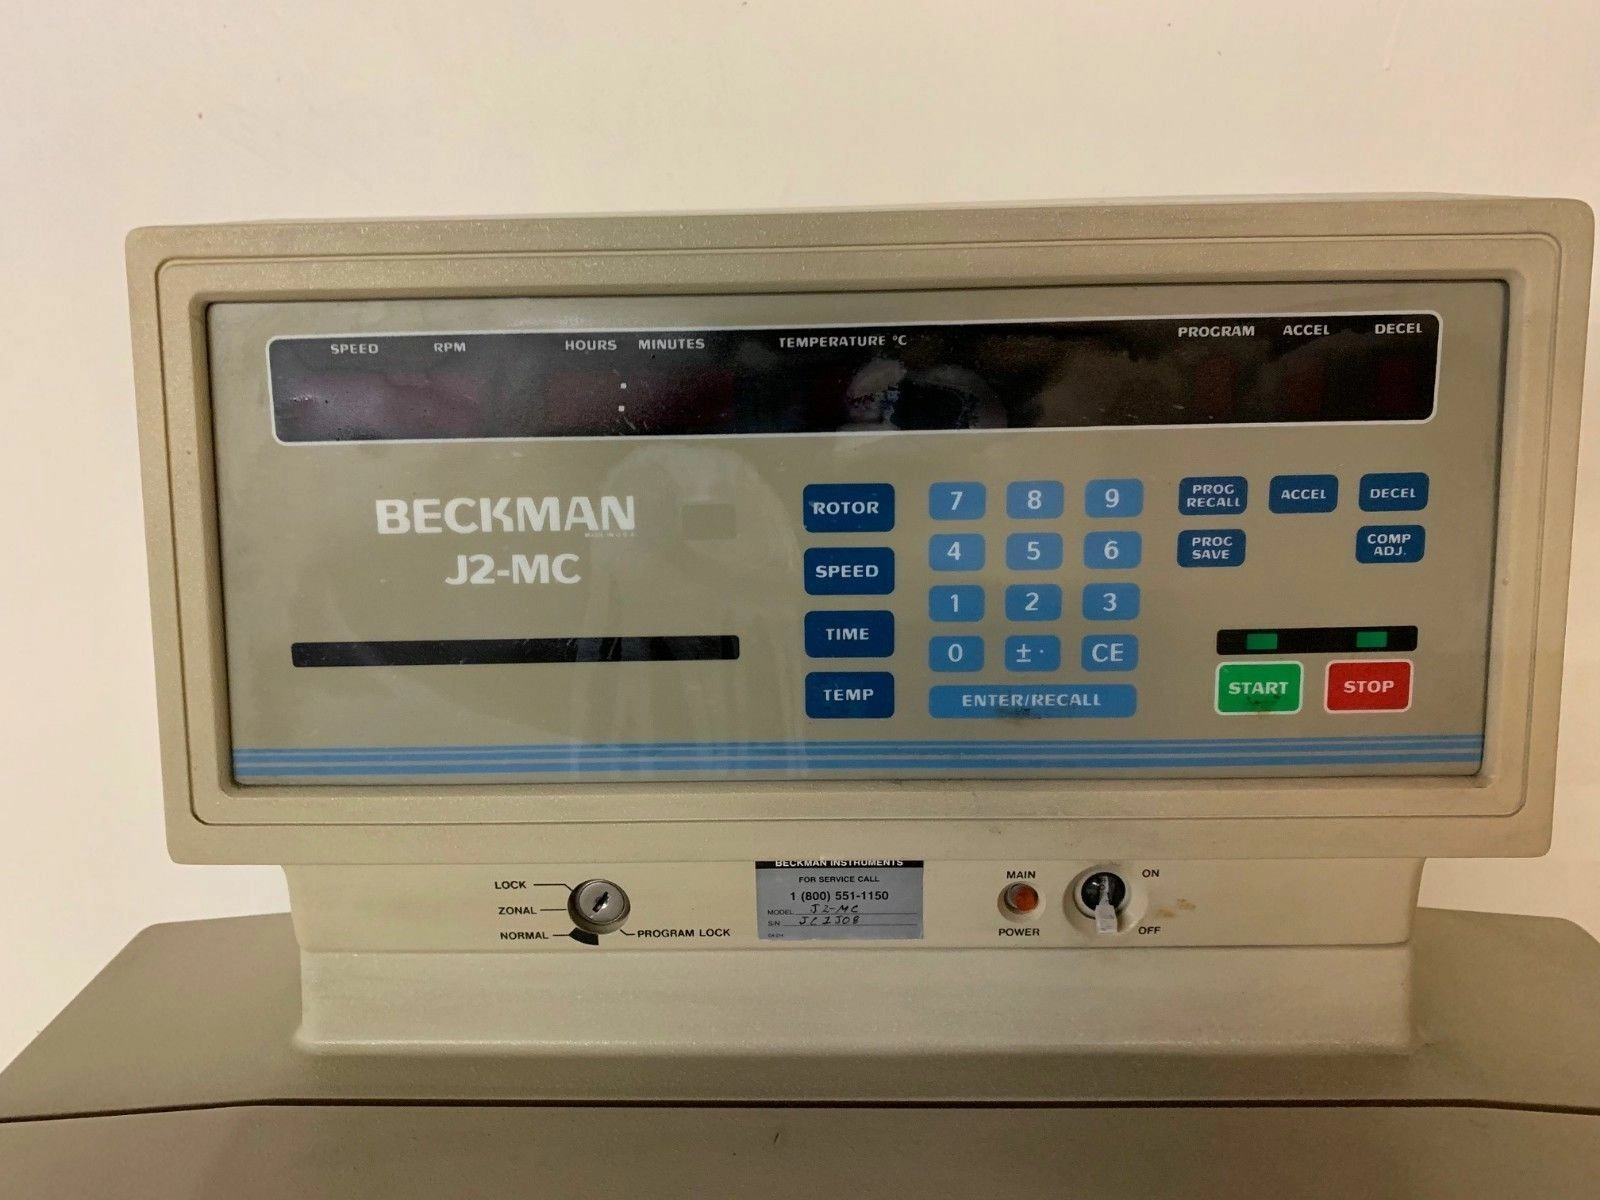 SPEED RPM HOURS MINUTES TEMPERATURE °C PROGRAM ACCEL DECEL
:
BECKMAN
MADE IN U.S.A.
J2-MC
ROTOR
SPEED
TIME
TEMP
7 8 9
4 5 6
1 2 3
0 ±· CE
ENTER/RECALL
PROG
RECALL
ACCEL
DECEL
PROG
SAVE
COMP
ADJ.
START
STOP
LOCK
ZONAL
NORMAL
PROGRAM LOCK
BECKMAN INSTRUMENTS
FOR SERVICE CALL
1 (800) 551-1150
MODEL J2-MC
S/N
MAIN
POWER
ON
OFF